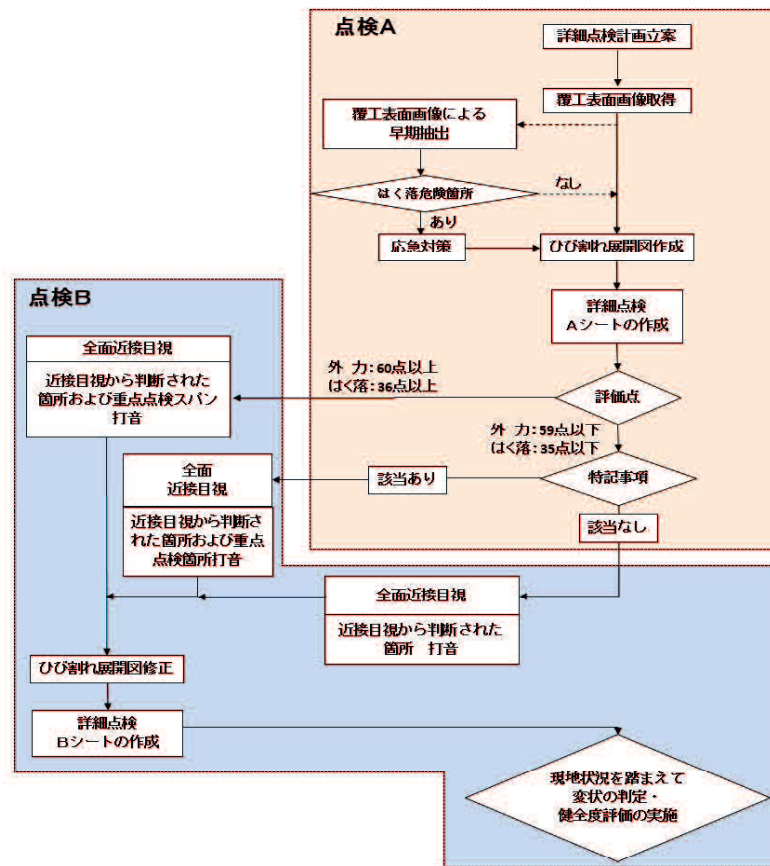 点検A
詳細点検計画立案
覆工表面画像取得
覆工表面画像による
早期抽出
はく落危険箇所
なし
あり
応急対策
ひび割れ展開図作成
詳細点検
Aシートの作成
評価点
外 力:60点以上
はく落:36点以上
外 力:59点以下
はく落:35点以下
特記事項
該当あり
該当なし
点検B
全面近接目視
近接目視から判断された
箇所および重点点検スパン
打音
全面
近接目視
近接目視から判断さ
れた箇所および重点
点検箇所打音
全面近接目視
近接目視から判断された
箇所 打音
ひび割れ展開図修正
詳細点検
Bシートの作成
現地状況を踏まえて
変状の判定・
健全度評価の実施